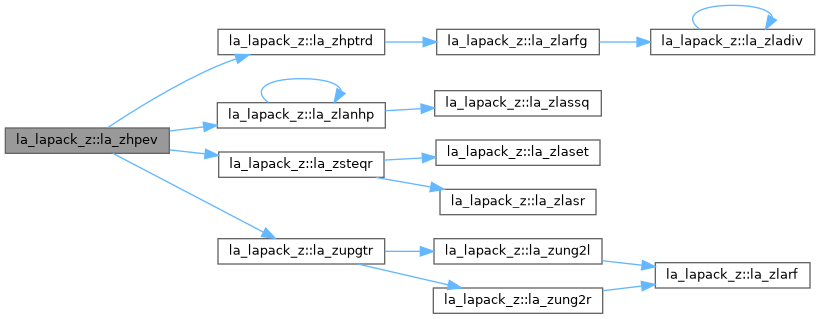 la_lapack_z::la_zhpev
la_lapack_z::la_zhptrd
la_lapack_z::la_zlarfg
la_lapack_z::la_zladiv
la_lapack_z::la_zlanhp
la_lapack_z::la_zlassq
la_lapack_z::la_zsteqr
la_lapack_z::la_zlaset
la_lapack_z::la_zlasr
la_lapack_z::la_zupgtr
la_lapack_z::la_zung2l
la_lapack_z::la_zlarf
la_lapack_z::la_zung2r